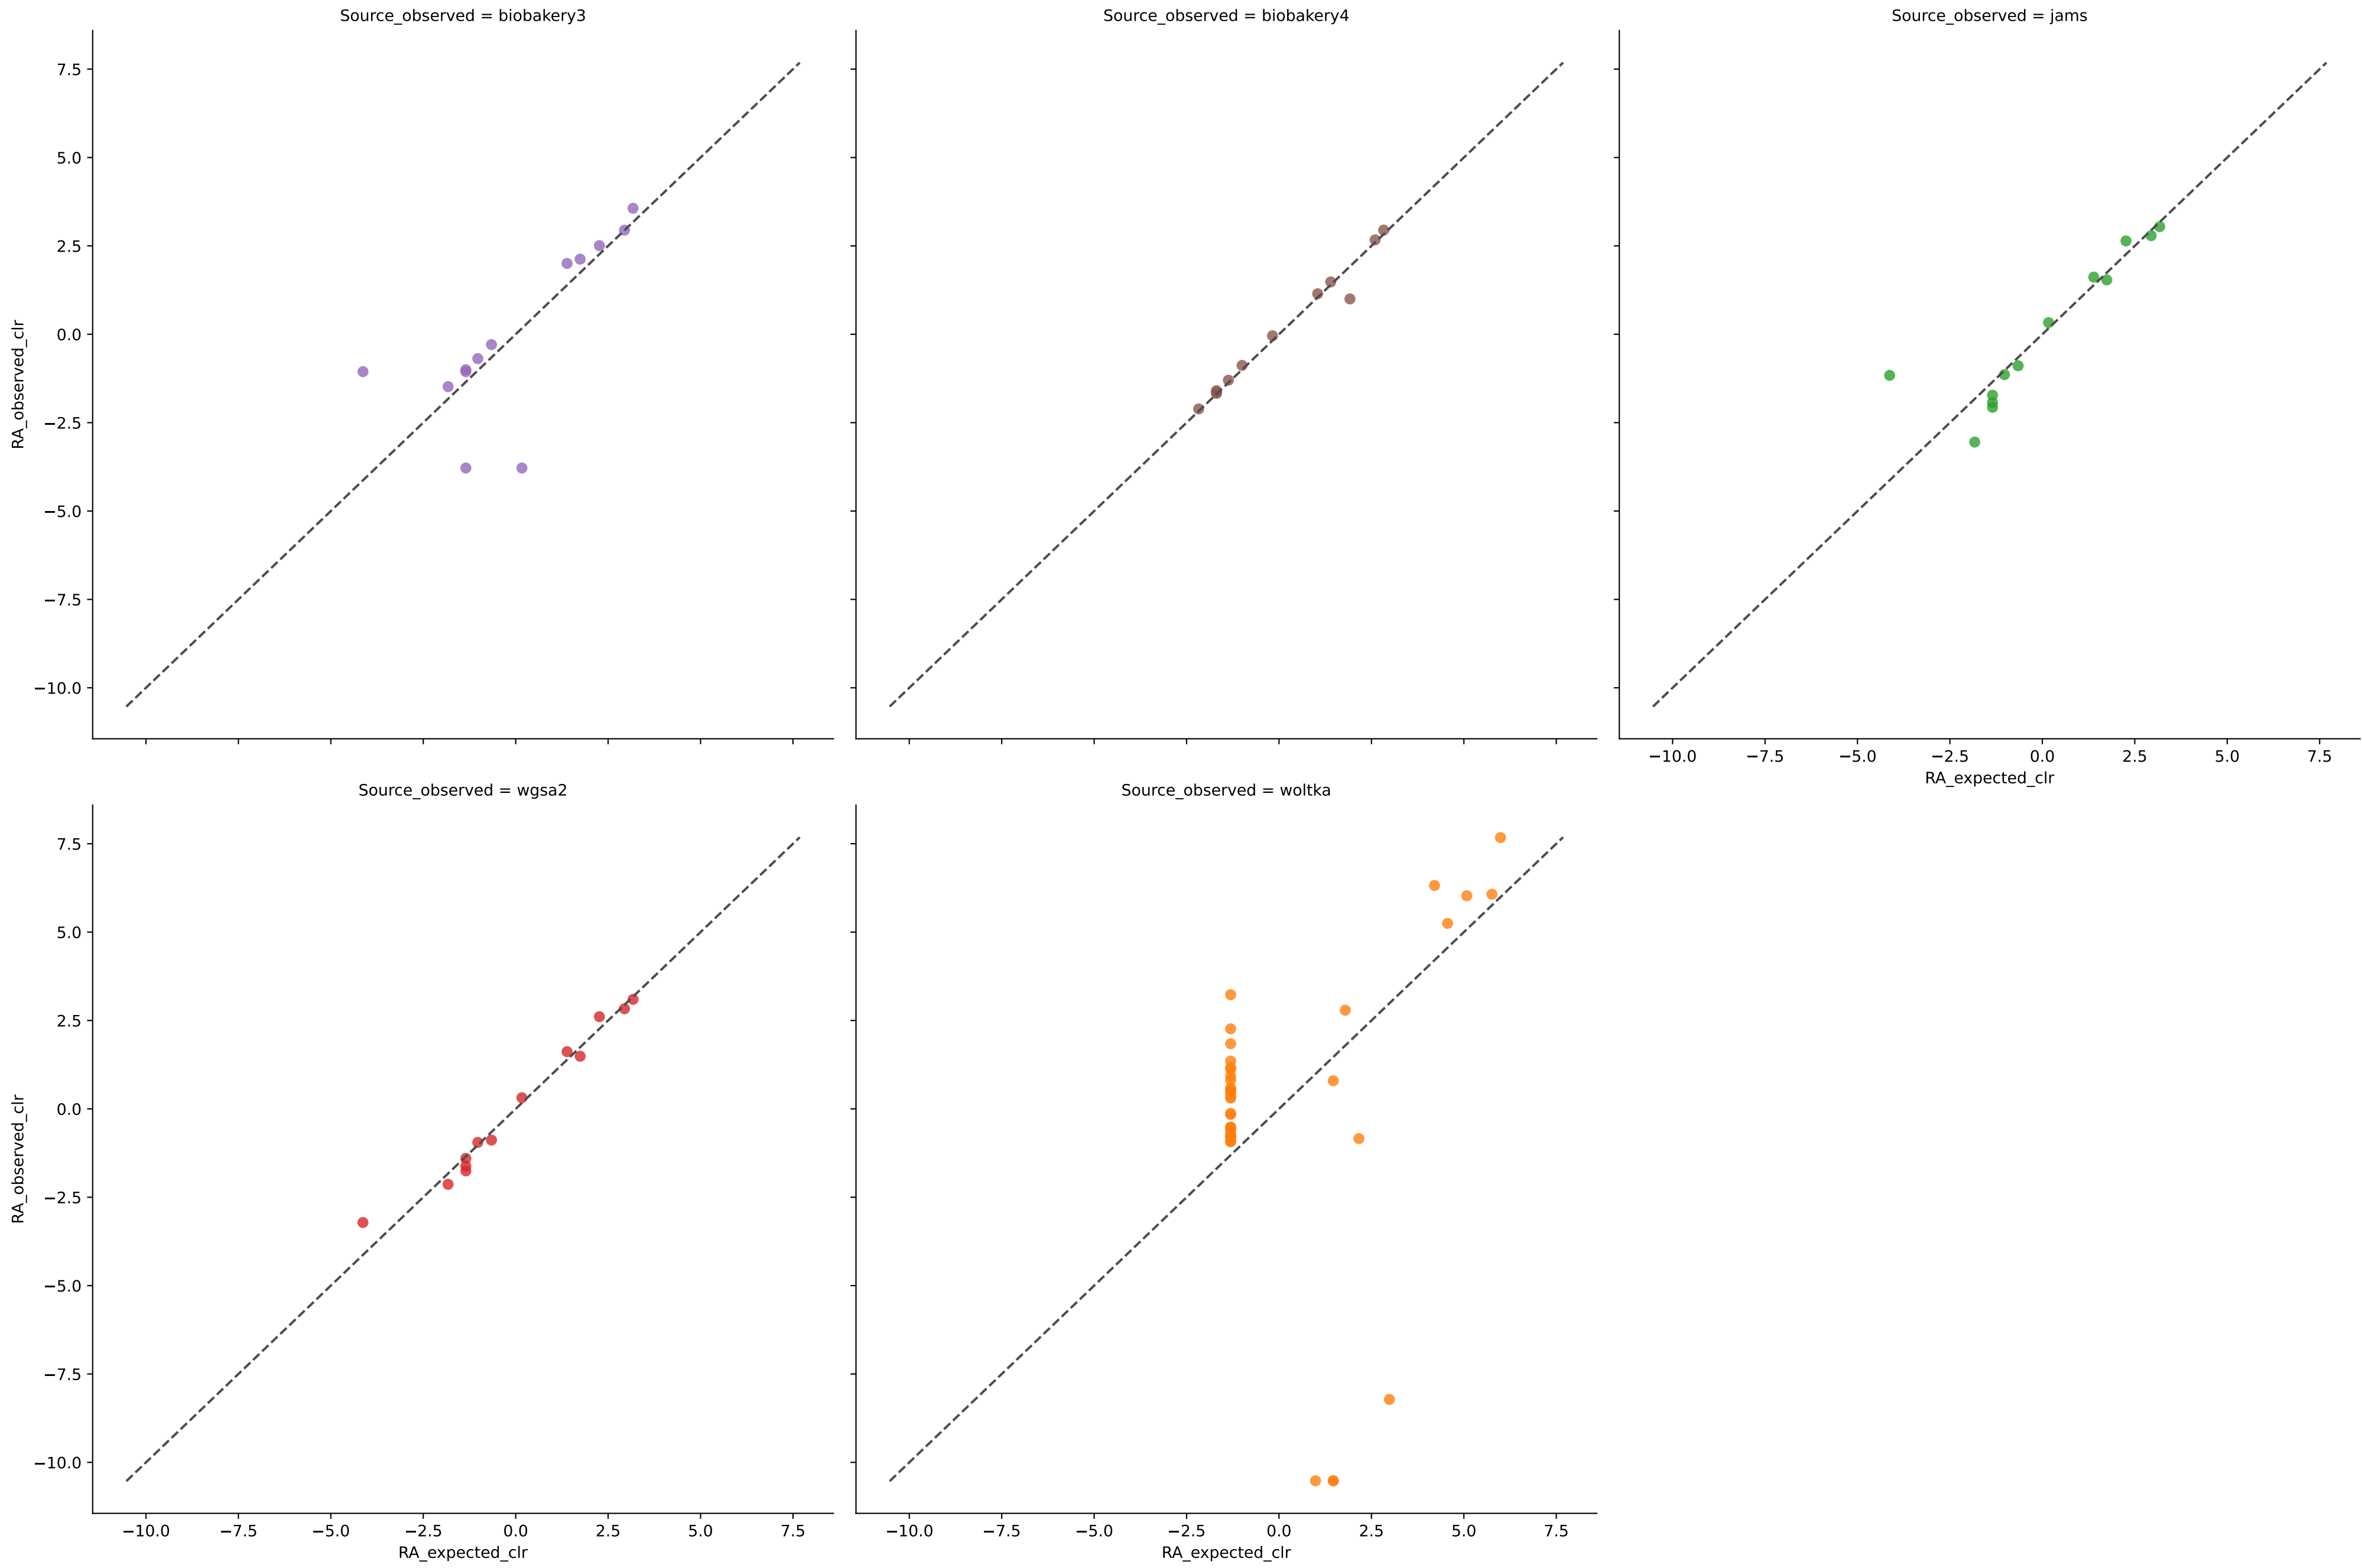 Source_observed = biobakery3
Source_observed = biobakery4
Source_observed = jams
RA_observed_clr
7.5
5.0
2.5
0.0
−2.5
−5.0
−7.5
−10.0
−10.0 −7.5 −5.0 −2.5 0.0 2.5 5.0 7.5
RA_expected_clr
Source_observed = wgsa2
Source_observed = woltka
RA_observed_clr
7.5
5.0
2.5
0.0
−2.5
−5.0
−7.5
−10.0
−10.0 −7.5 −5.0 −2.5 0.0 2.5 5.0 7.5
RA_expected_clr
−10.0 −7.5 −5.0 −2.5 0.0 2.5 5.0 7.5
RA_expected_clr